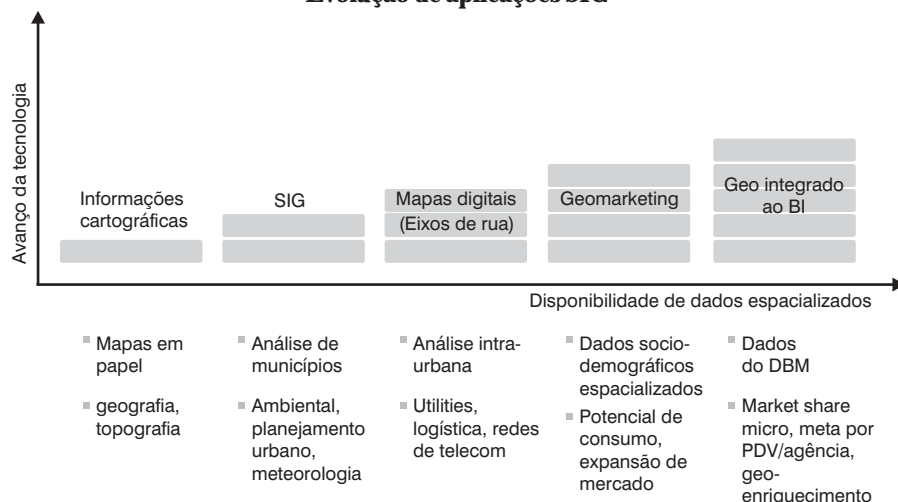 Evolução de aplicações SIG
Avanço da tecnologia
Informações
cartográficas
SIG
Mapas digitais
(Eixos de rua)
Geomarketing
Geo integrado
ao BI
Disponibilidade de dados espacializados
Mapas em
papel
geografia,
topografia
Análise de
municípios
Ambiental,
planejamento
urbano,
meteorologia
Análise intra-
urbana
Utilities,
logística, redes
de telecom
Dados socio-
demográficos
espacializados
Potencial de
consumo,
expansão de
mercado
Dados
do DBM
Market share
micro, meta por
PDV/agência,
geo-
enriquecimento